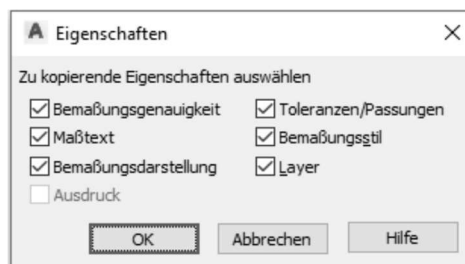 A Eigenschaften
Zu kopierende Eigenschaften auswählen
Bemaßungsgenauigkeit Toleranzen/Passungen
Maßtext Bemaßungsstil
Bemaßungsdarstellung Layer
Ausdruck
OK Abbrechen Hilfe